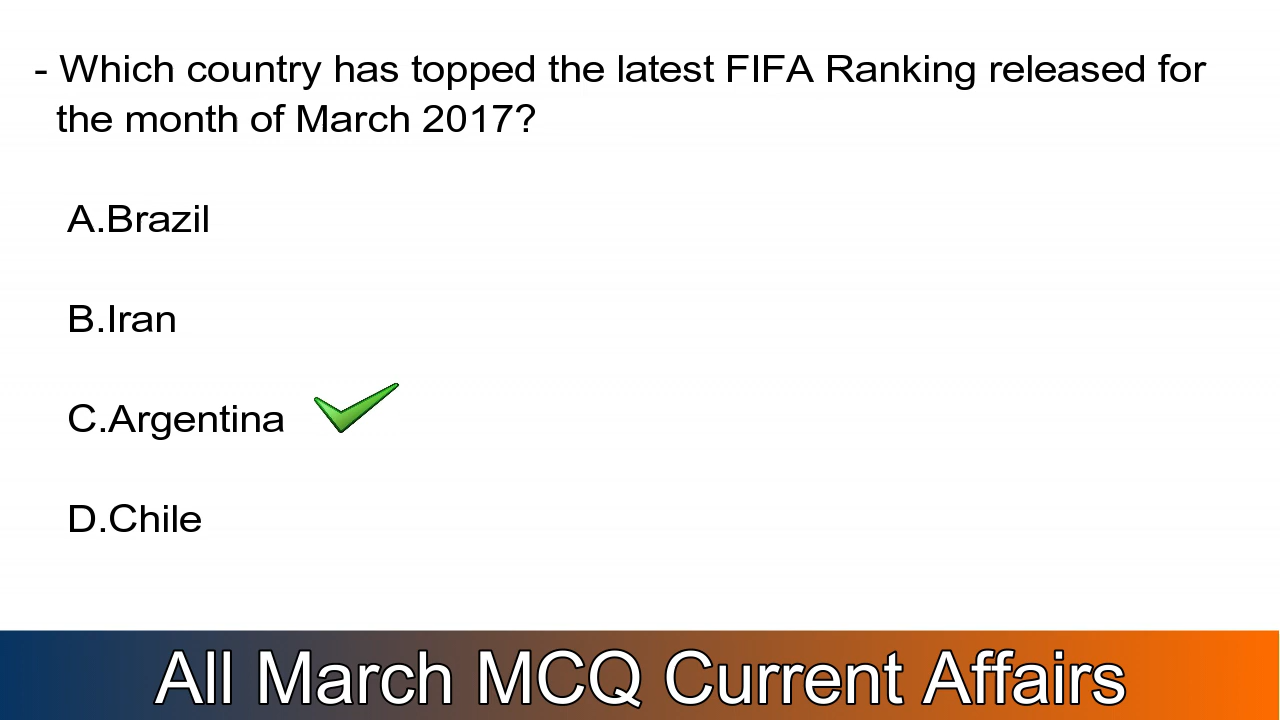 - Which country has topped the latest FIFA Ranking released for
the month of March 2017?
A.Brazil
B.Iran
C.Argentina
D.Chile
All March MCQ Current Affairs